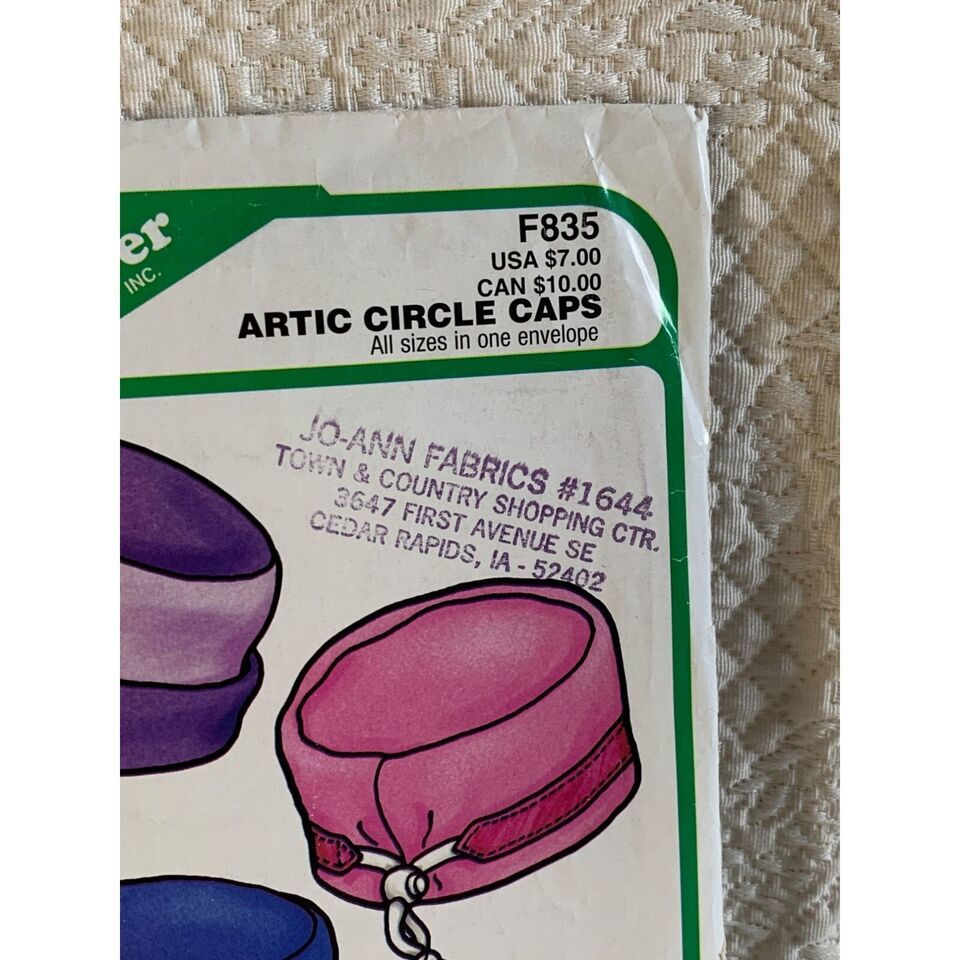 er
INC.
F835
USA $7.00
CAN $10.00
ARTIC CIRCLE CAPS
All sizes in one envelope
JO-ANN FABRICS #1644
TOWN & COUNTRY SHOPPING CTR.
3647 FIRST AVENUE SE
CEDAR RAPIDS, IA - 52402